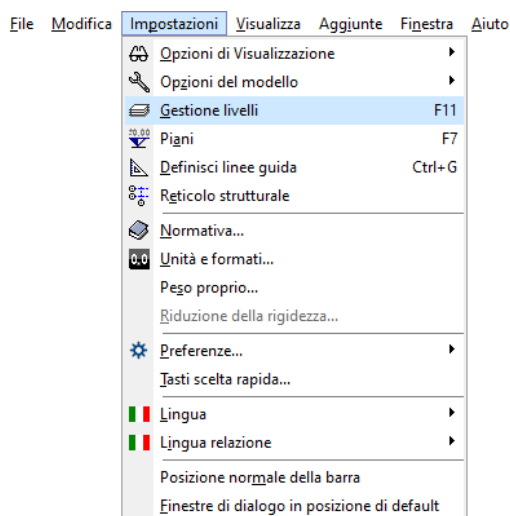 File Modifica Impostazioni Visualizza Aggiunte Finestra Aiuto
Opzioni di Visualizzazione
Opzioni del modello
Gestione livelli F11
Piani F7
Definisci linee guida Ctrl+G
Reticolo strutturale
Normativa...
0.0 Unità e formati...
Peso proprio...
Riduzione della rigidezza...
Preferenze...
Tasti scelta rapida...
Lingua
Lingua relazione
Posizione normale della barra
Finestre di dialogo in posizione di default